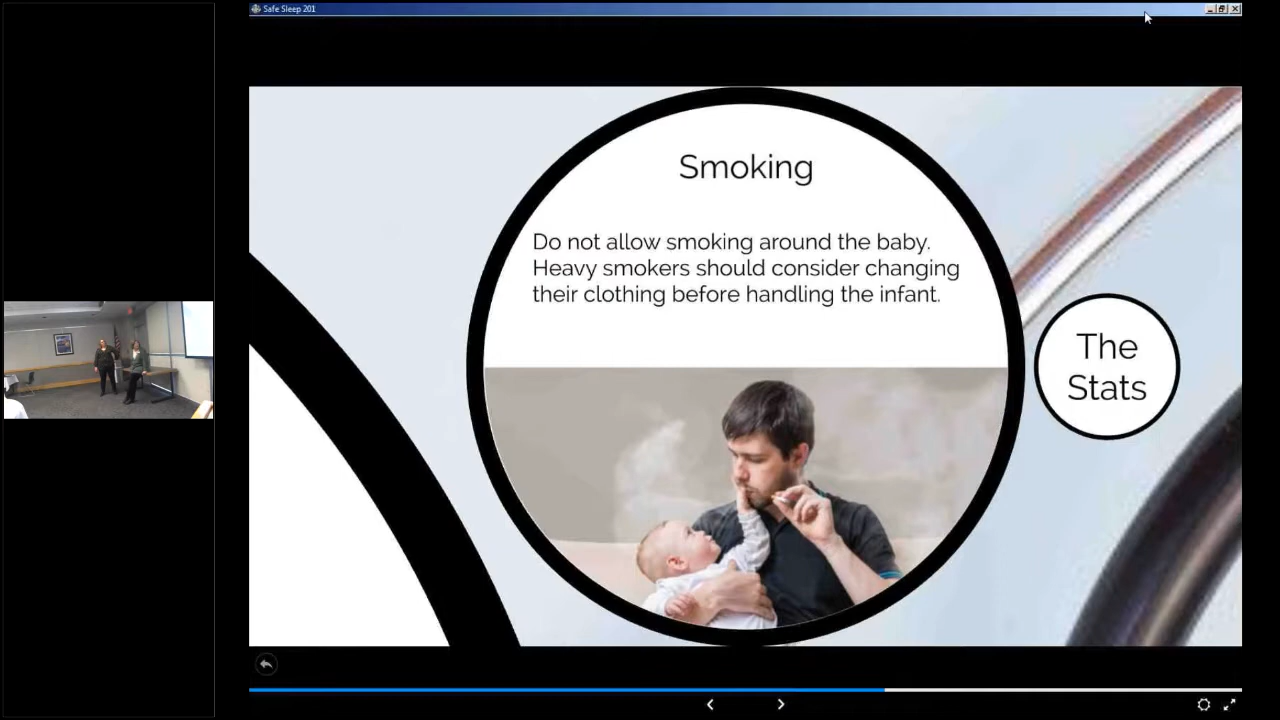 Safe Sleep 201
Smoking
Do not allow smoking around the baby.
Heavy smokers should consider changing
their clothing before handling the infant.
The
Stats